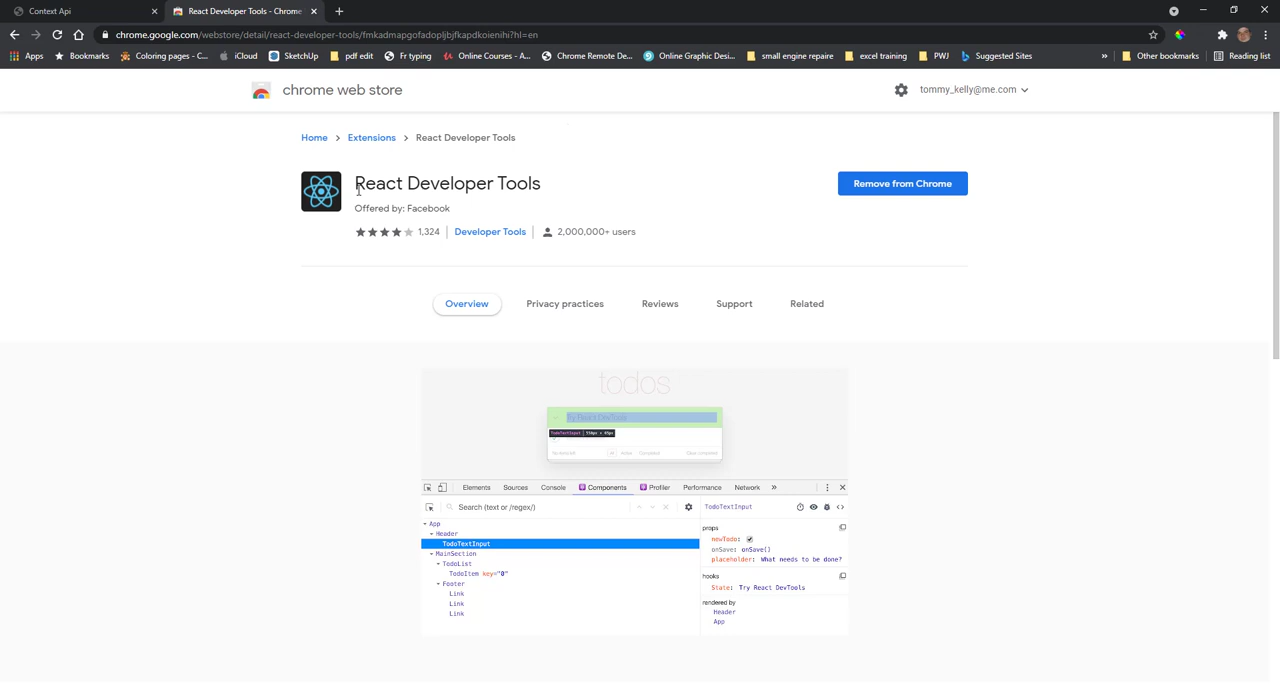 Context Api
React Developer Tools - Chrome
chrome.google.com/webstore/detail/react-developer-tools/fmkadmapgofadopljbjfkapdkoienihi?hl=en
Apps
Bookmarks
Coloring pages - C...
iCloud
SketchUp
pdf edit
Fr typing
Online Courses - A...
Chrome Remote De...
Online Graphic Desi...
small engine repaire
excel training
PWJ
Suggested Sites
»
Other bookmarks
Reading list
chrome web store
tommy_kelly@me.com
Home > Extensions > React Developer Tools
React Developer Tools
Remove from Chrome
Offered by: Facebook
1,324
Developer Tools
2,000,000+ users
Overview
Privacy practices
Reviews
Support
Related
todos
Try React DevTools
TodoTextInput
Elements
Sources
Console
Components
Profiler
Performance
Network
»
Search (text or /regex/)
TodoTextInput
App
Header
TodoTextInput
MainSection
TodoList
TodoItem key="0"
Footer
Link
Link
Link
props
newTodo:
onSave: onSave()
placeholder: What needs to be done?
hooks
State: Try React DevTools
rendered by
Header
App